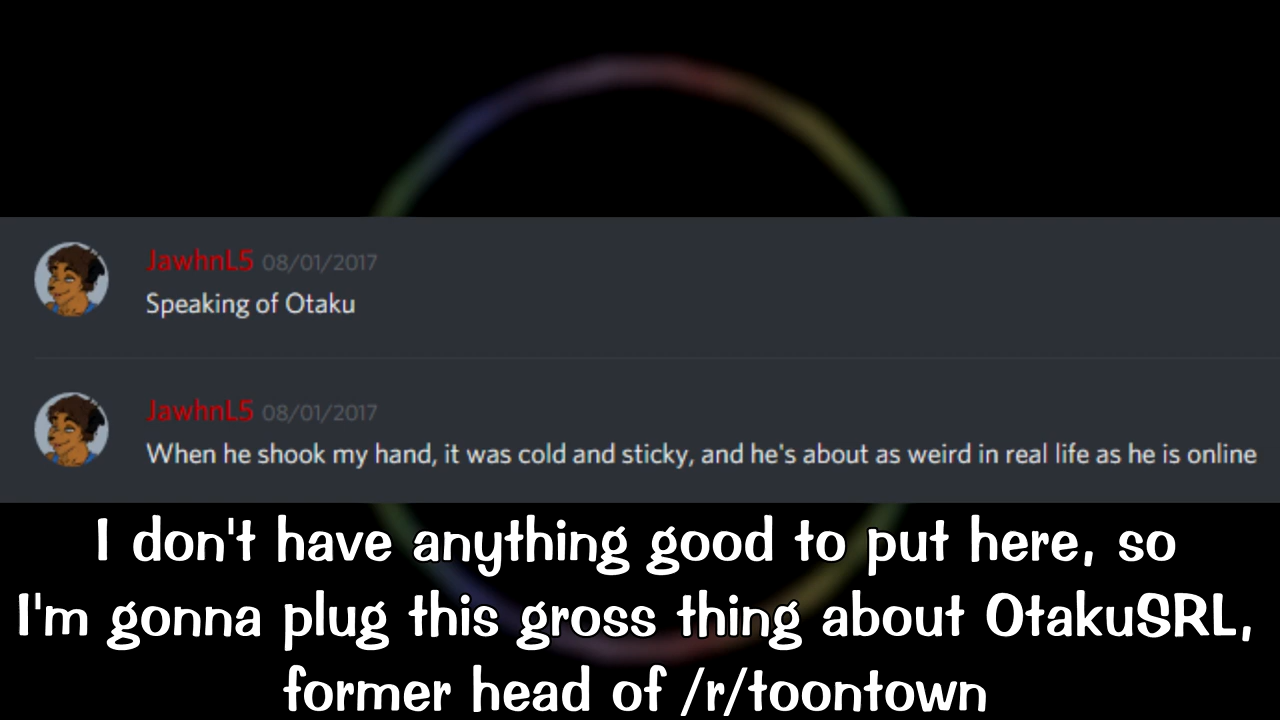 JawhnL5 08/01/2017
Speaking of Otaku
JawhnL5 08/01/2017
When he shook my hand, it was cold and sticky, and he's about as weird in real life as he is online
I don't have anything good to put here, so
I'm gonna plug this gross thing about OtakuSRL,
former head of /r/toontown